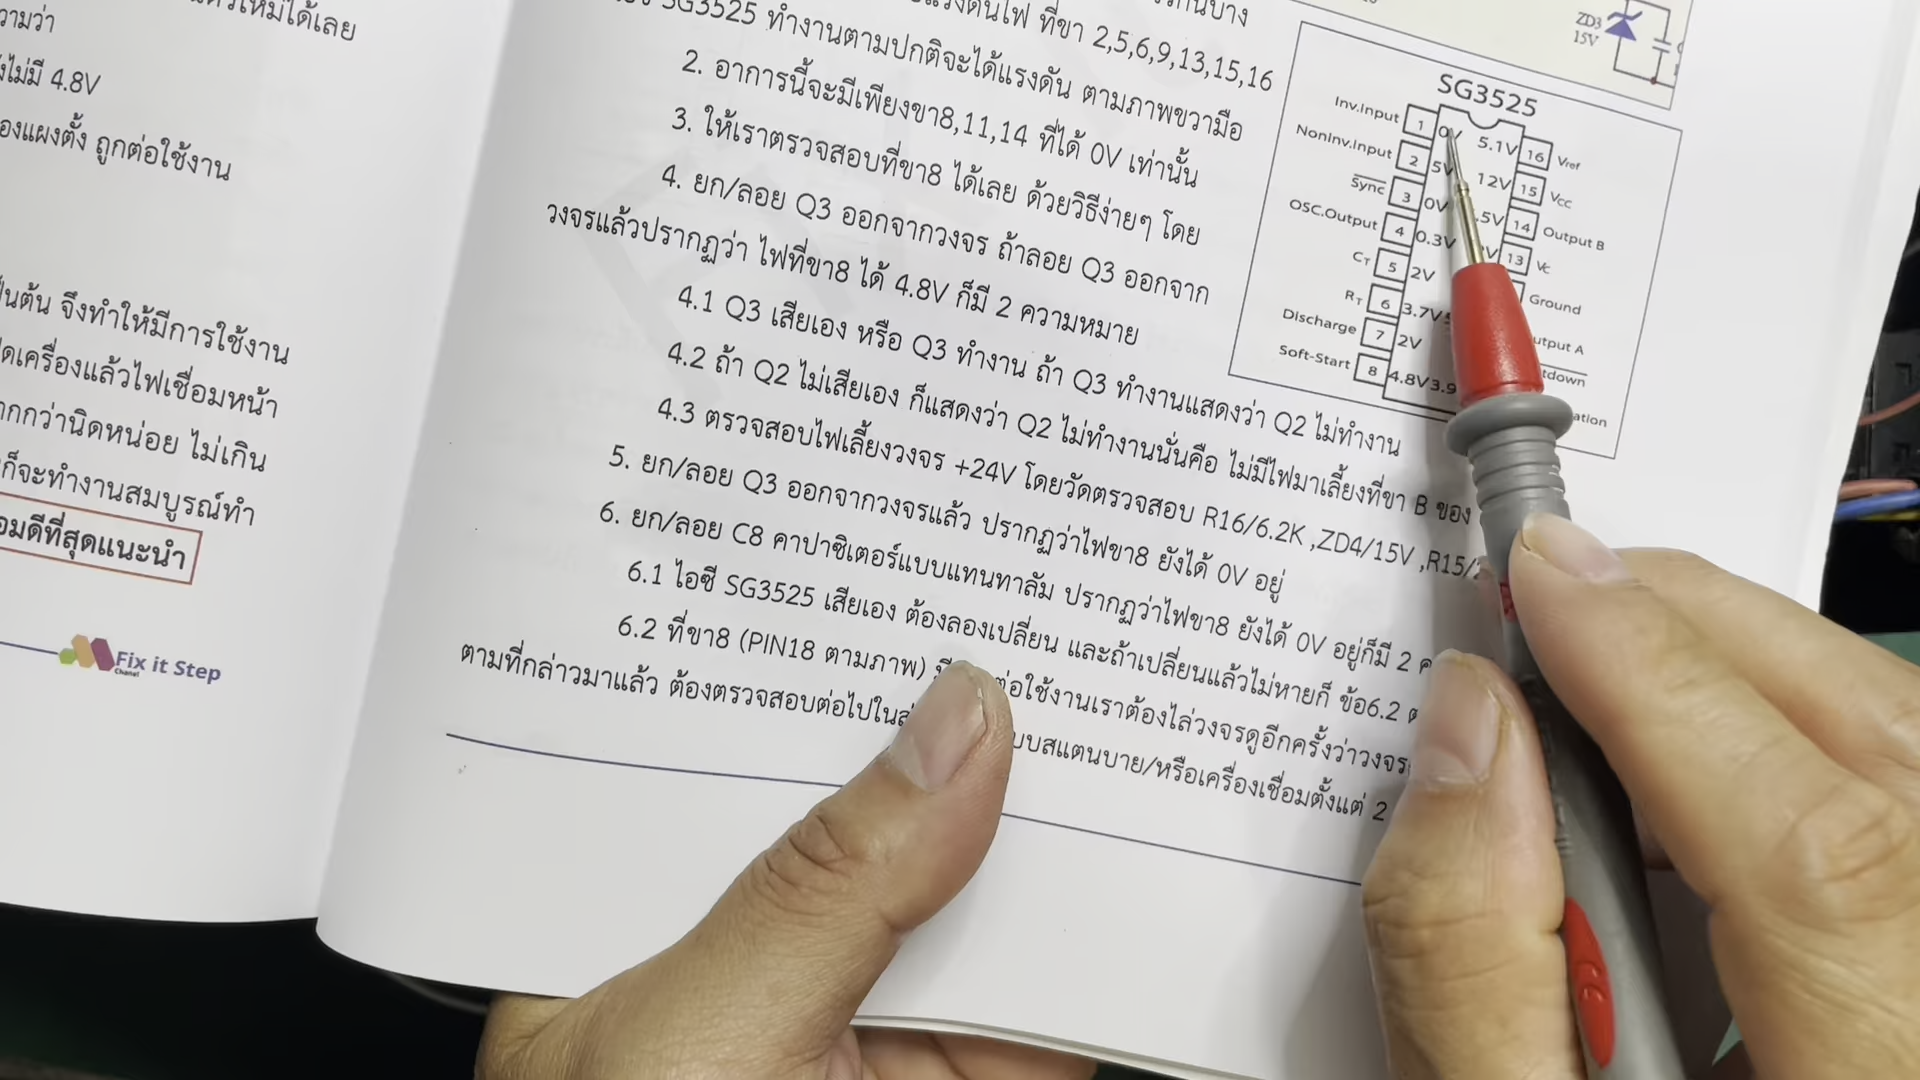 ความว่า
4.8V
ถูกต่อใช้งาน
เป็นต้น จึงทำให้มีการใช้งาน
เครื่องแล้วไฟเชื่อมหน้า
มากกว่านิดหน่อย ไม่เกิน
ก็จะทำงานสมบูรณ์ทำ
ดีที่สุดแนะนำ
Fix it Step
Channel
ที่ขา 2,5,6,9,13,15,16
SG3525 ทำงานตามปกติจะได้แรงดัน ตามภาพขวามือ
2. อาการนี้จะมีเพียงขา8,11,14 ที่ได้ 0V เท่านั้น
3. ให้เราตรวจสอบที่ขา8 ได้เลย ด้วยวิธีง่ายๆ โดย
4. ยก/ลอย Q3 ออกจากวงจร ถ้าลอย Q3 ออกจาก
วงจรแล้วปรากฏว่า ไฟที่ขา8 ได้ 4.8V ก็มี 2 ความหมาย
4.1 Q3 เสียเอง หรือ Q3 ทำงาน ถ้า Q3 ทำงานแสดงว่า Q2 ไม่ทำงาน
4.2 ถ้า Q2 ไม่เสียเอง ก็แสดงว่า Q2 ไม่ทำงานนั่นคือ ไม่มีไฟมาเลี้ยงที่ขา B ของ
4.3 ตรวจสอบไฟเลี้ยงวงจร +24V โดยวัดตรวจสอบ R16/6.2K ,ZD4/15V ,R15/
5. ยก/ลอย Q3 ออกจากวงจรแล้ว ปรากฏว่าไฟขา8 ยังได้ 0V อยู่
6. ยก/ลอย C8 คาปาซิเตอร์แบบแทนทาลัม ปรากฏว่าไฟขา8 ยังได้ 0V อยู่ก็มี 2
6.1 ไอซี SG3525 เสียเอง ต้องลองเปลี่ยน และถ้าเปลี่ยนแล้วไม่หายก็ ข้อ6.2
6.2 ที่ขา8 (PIN18 ตามภาพ) ต่อใช้งานเราต้องไล่วงจรดูอีกครั้งว่าวงจร
ตามที่กล่าวมาแล้ว ต้องตรวจสอบต่อไปในส่ แบบสแตนบาย/หรือเครื่องเชื่อมตั้งแต่ 2
ZD3
15V
SG3525
Inv.Input 1 0V 5.1V 16 Vref
NonInv.Input 2 5V 12V 15 Vcc
Sync 3 0V .5V 14 Output B
OSC.Output 4 0.3V 13 Vc
CT 5 2V Ground
RT 6 3.7V
Discharge 7 2V
Soft-Start 8 4.8V 3.9